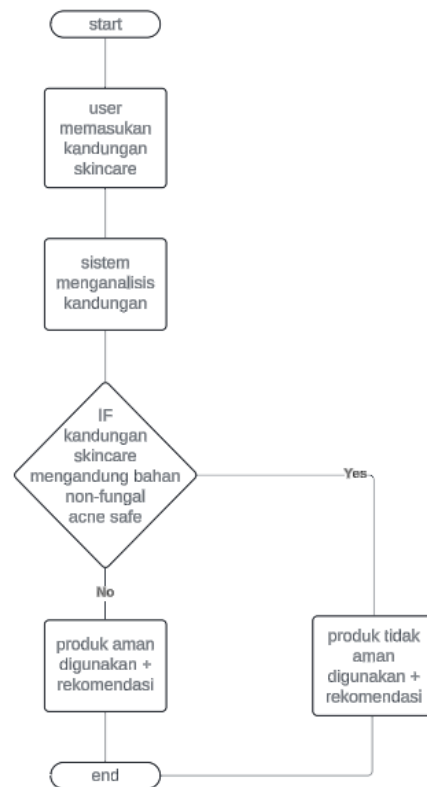 start
user
memasukan
kandungan
skincare
sistem
menganalisis
kandungan
IF
kandungan
skincare
mengandung bahan
non-fungal
acne safe
Yes
No
produk aman
digunakan +
rekomendasi
produk tidak
aman
digunakan +
rekomendasi
end